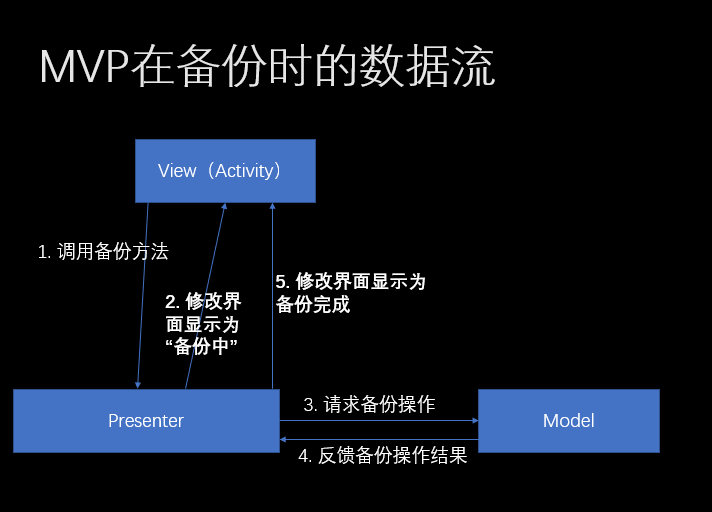 MVP在备份时的数据流
View（Activity）
1. 调用备份方法
2. 修改界
面显示为
“备份中”
5. 修改界面显示为
备份完成
Presenter
3. 请求备份操作
4. 反馈备份操作结果
Model